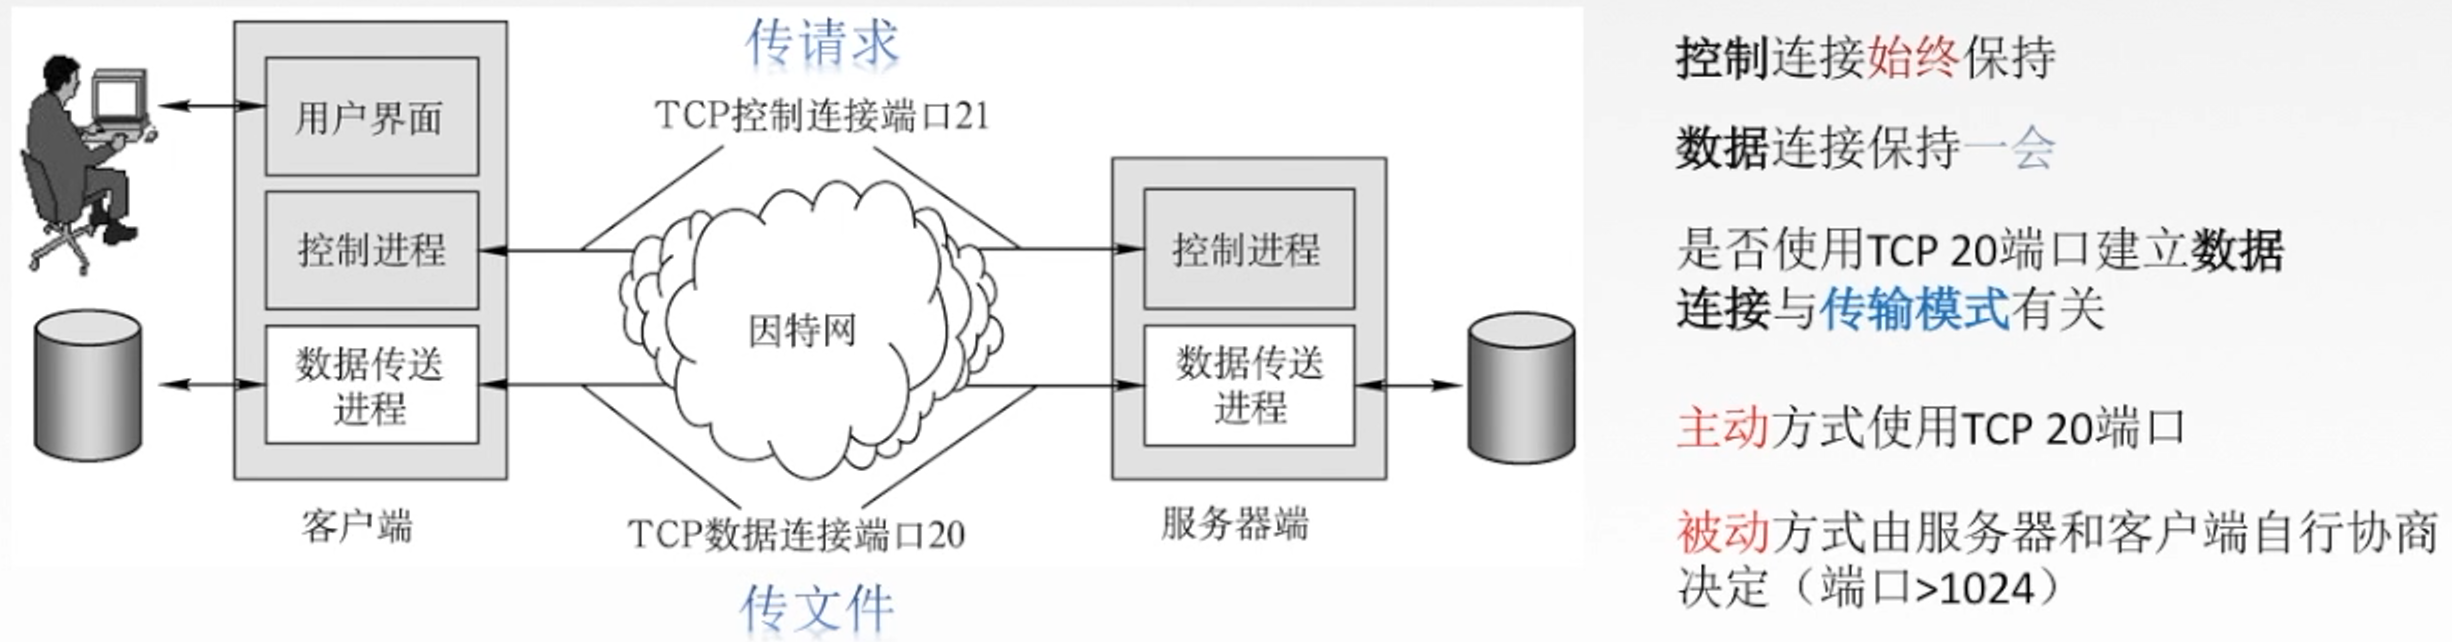 传请求
TCP控制连接端口21
用户界面
控制进程
数据传送
进程
客户端
因特网
控制进程
数据传送
进程
服务器端
TCP数据连接端口20
传文件
控制连接始终保持
数据连接保持一会
是否使用TCP 20端口建立数据
连接与传输模式有关
主动方式使用TCP 20端口
被动方式由服务器和客户端自行协商
决定（端口>1024）